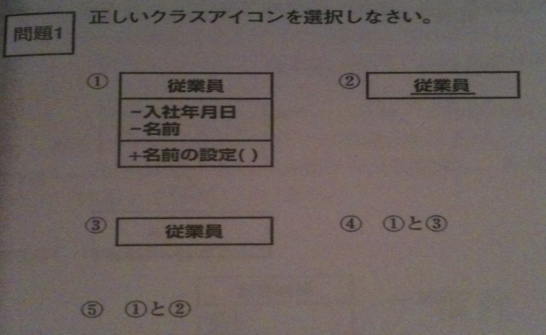 問題1
正しいクラスアイコンを選択しなさい。
①
従業員
-入社年月日
-名前
+名前の設定()
②
従業員
③
従業員
④ ①と③
⑤ ①と②